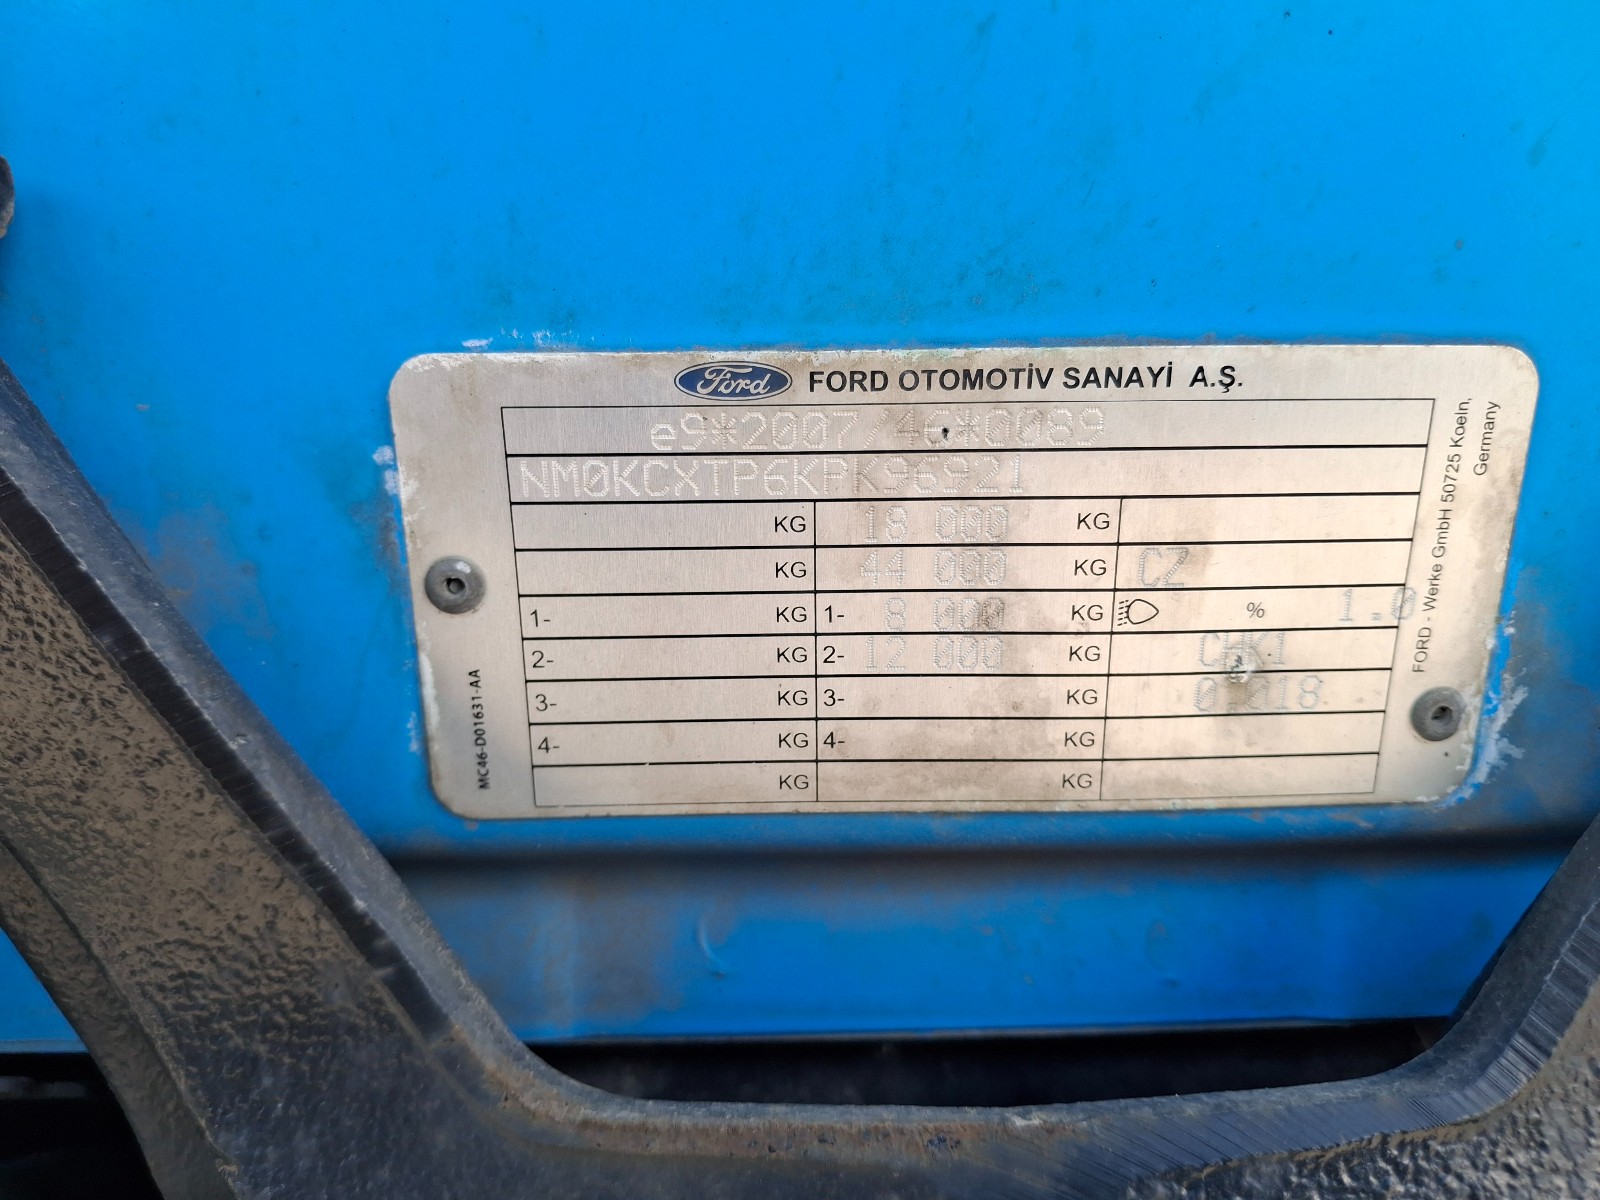 Ford FORD OTOMOTİV SANAYİ A.Ş.
e9*2007/46*0089
NM0KCXTP6KPK96921
KG 18 000 KG
KG 44 000 KG CZ
1- KG 1- 8 000 KG % 1.0
2- KG 2- 12 000 KG CHK1
3- KG 3- KG
4- KG 4- KG
KG KG
MC46-D01631-AA
FORD - Werke GmbH 50725 Koeln,
Germany